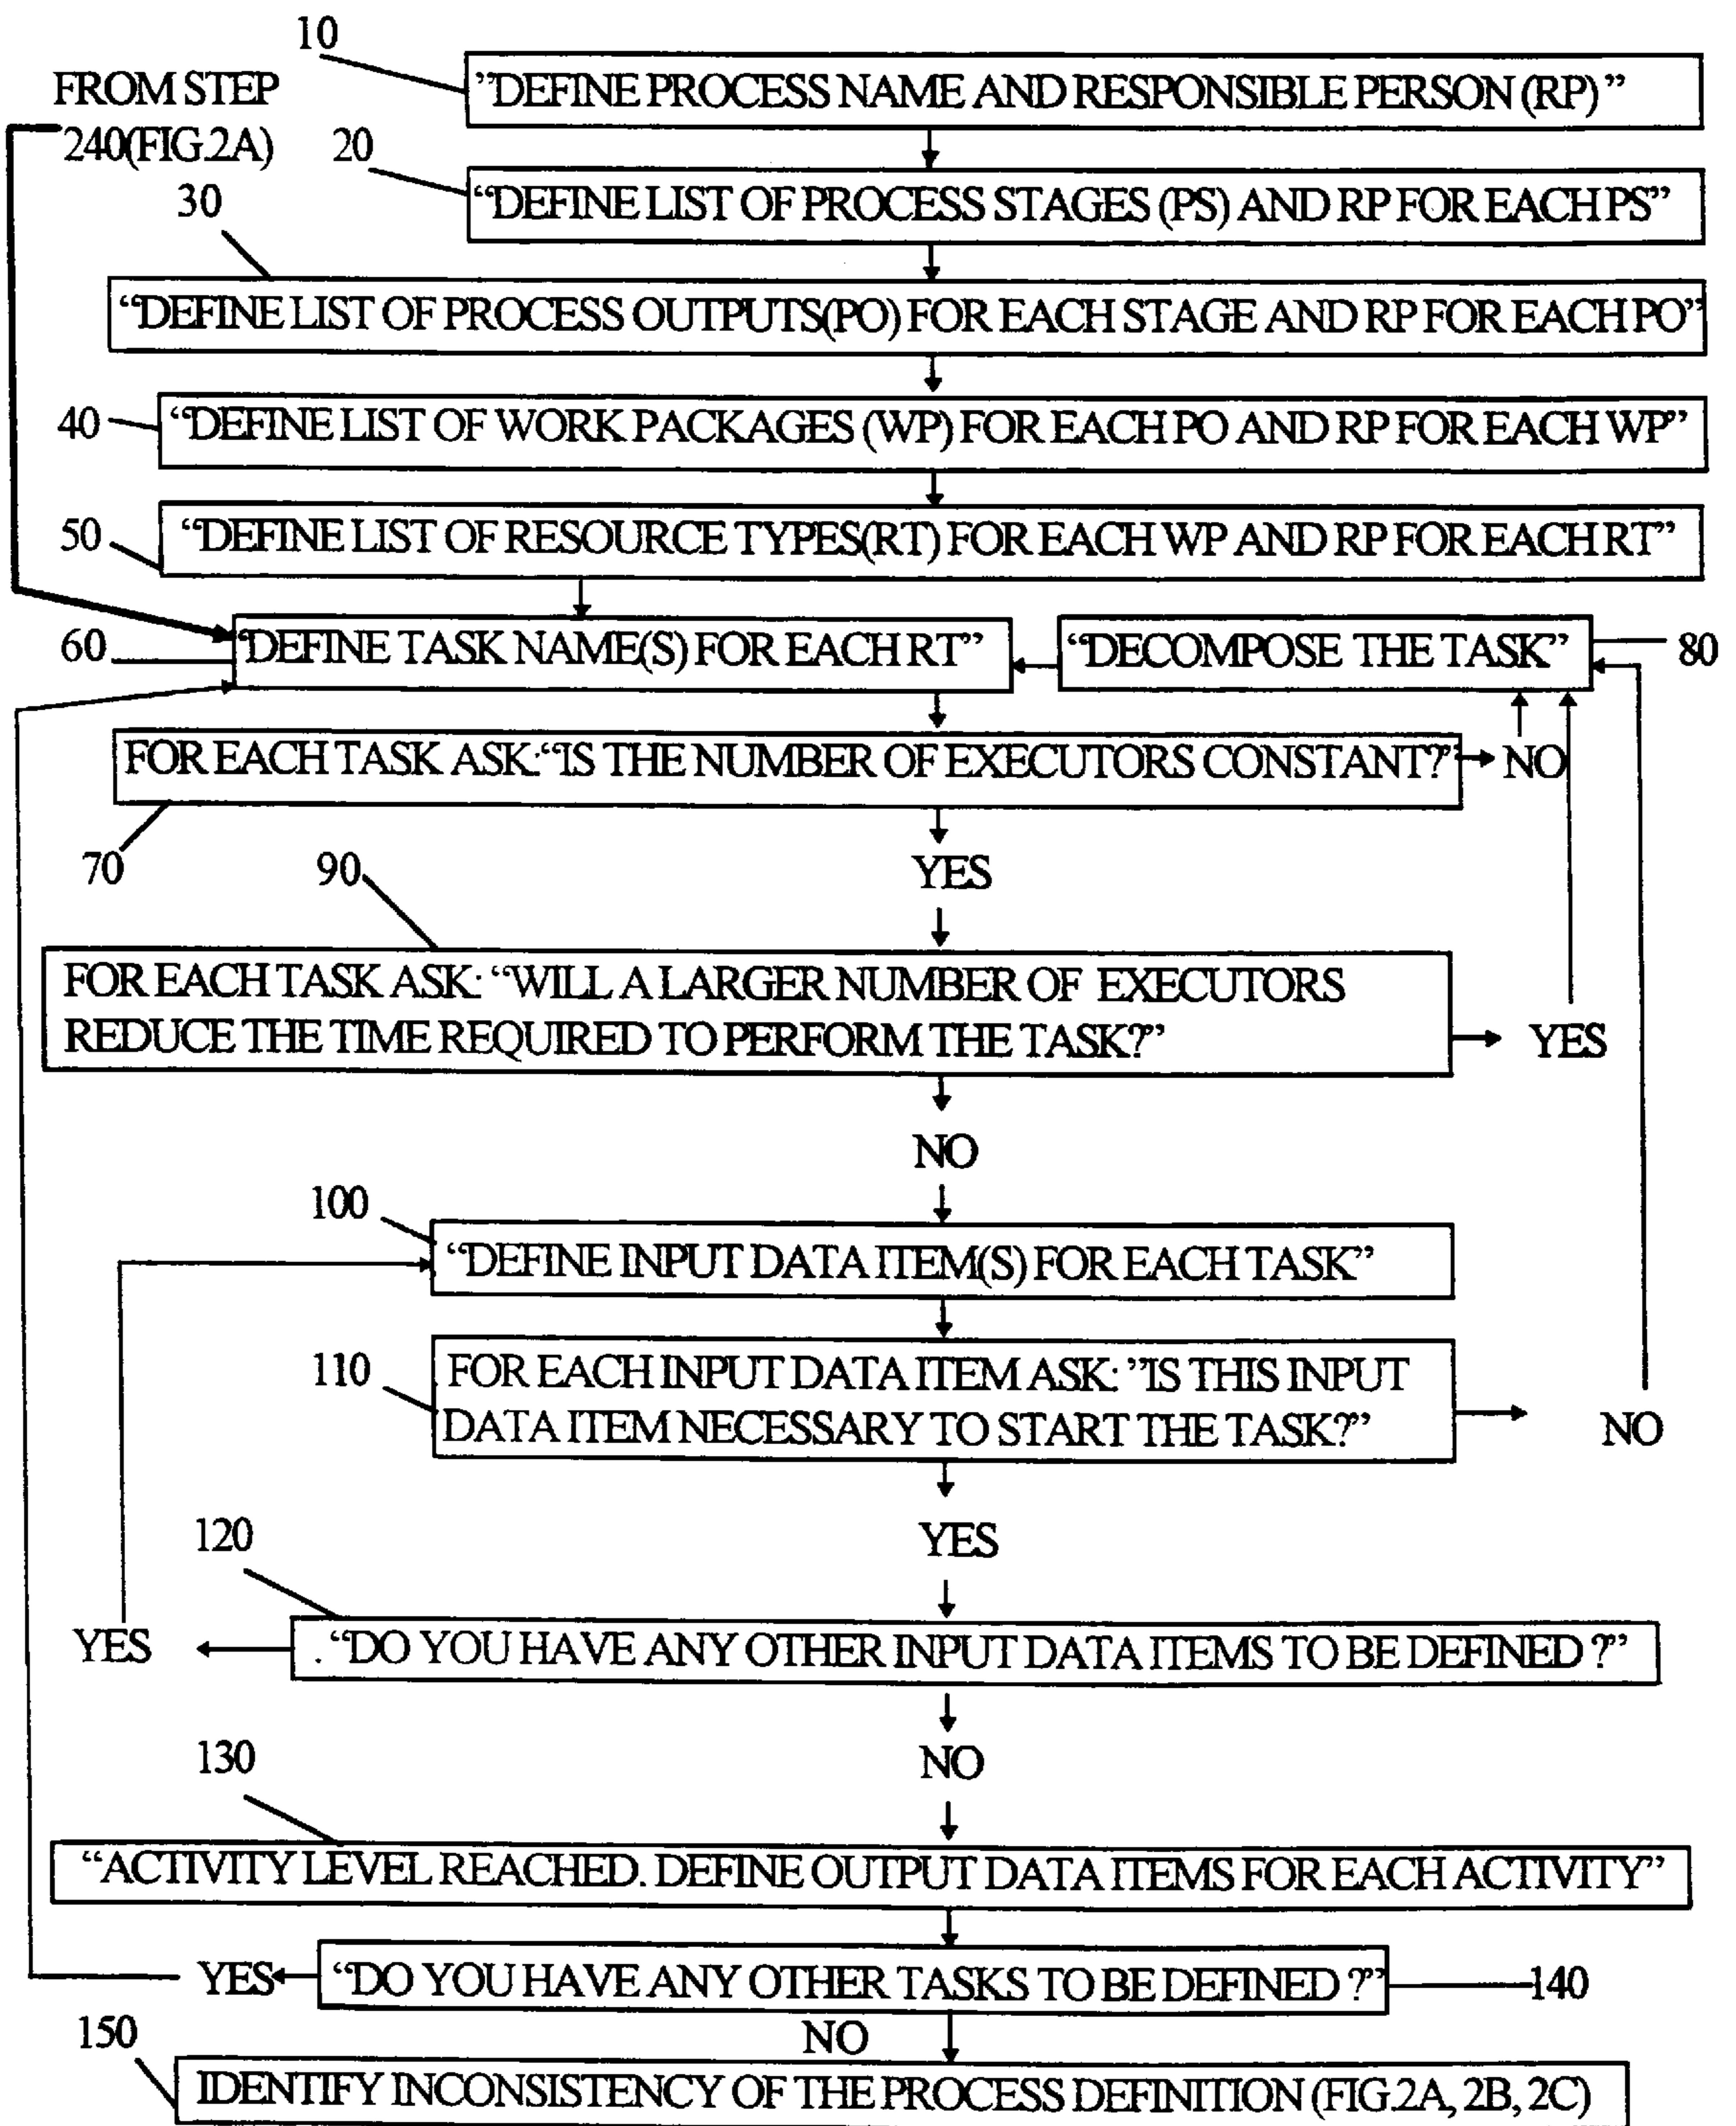 10
”DEFINE PROCESS NAME AND RESPONSIBLE PERSON (RP) ”
FROM STEP
240(FIG.2A)
20
“DEFINE LIST OF PROCESS STAGES (PS) AND RP FOR EACH PS”
30
“DEFINE LIST OF PROCESS OUTPUTS(PO) FOR EACH STAGE AND RP FOR EACH PO”
40
“DEFINE LIST OF WORK PACKAGES (WP) FOR EACH PO AND RP FOR EACH WP”
50
“DEFINE LIST OF RESOURCE TYPES(RT) FOR EACH WP AND RP FOR EACH RT”
60
“DEFINE TASK NAME(S) FOR EACH RT”
“DECOMPOSE THE TASK”
80
FOR EACH TASK ASK:“IS THE NUMBER OF EXECUTORS CONSTANT?”
NO
70
YES
90
FOR EACH TASK ASK: “WILL A LARGER NUMBER OF EXECUTORS
REDUCE THE TIME REQUIRED TO PERFORM THE TASK?”
YES
NO
100
“DEFINE INPUT DATA ITEM(S) FOR EACH TASK”
110
FOR EACH INPUT DATA ITEM ASK: ”IS THIS INPUT
DATA ITEM NECESSARY TO START THE TASK?”
NO
YES
120
. “DO YOU HAVE ANY OTHER INPUT DATA ITEMS TO BE DEFINED ?”
YES
NO
130
“ACTIVITY LEVEL REACHED. DEFINE OUTPUT DATA ITEMS FOR EACH ACTIVITY”
YES
“DO YOU HAVE ANY OTHER TASKS TO BE DEFINED ?”
140
NO
150
IDENTIFY INCONSISTENCY OF THE PROCESS DEFINITION (FIG.2A, 2B, 2C)